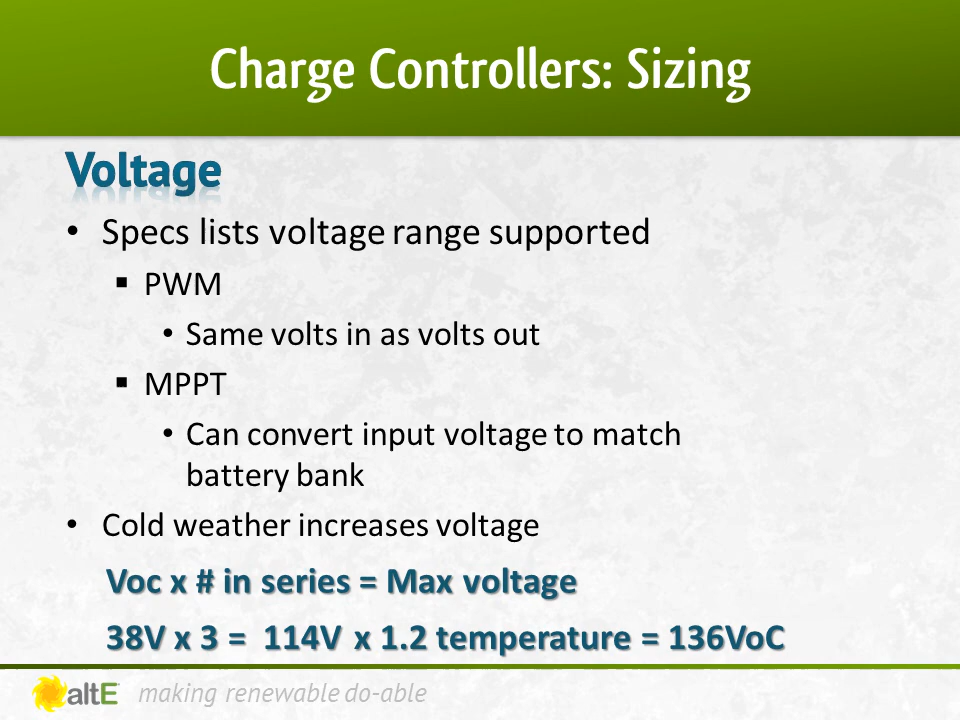 Charge Controllers: Sizing
Voltage
• Specs lists voltage range supported
▪ PWM
• Same volts in as volts out
▪ MPPT
• Can convert input voltage to match
battery bank
• Cold weather increases voltage
Voc x # in series = Max voltage
38V x 3 = 114V x 1.2 temperature = 136VoC
altE making renewable do-able